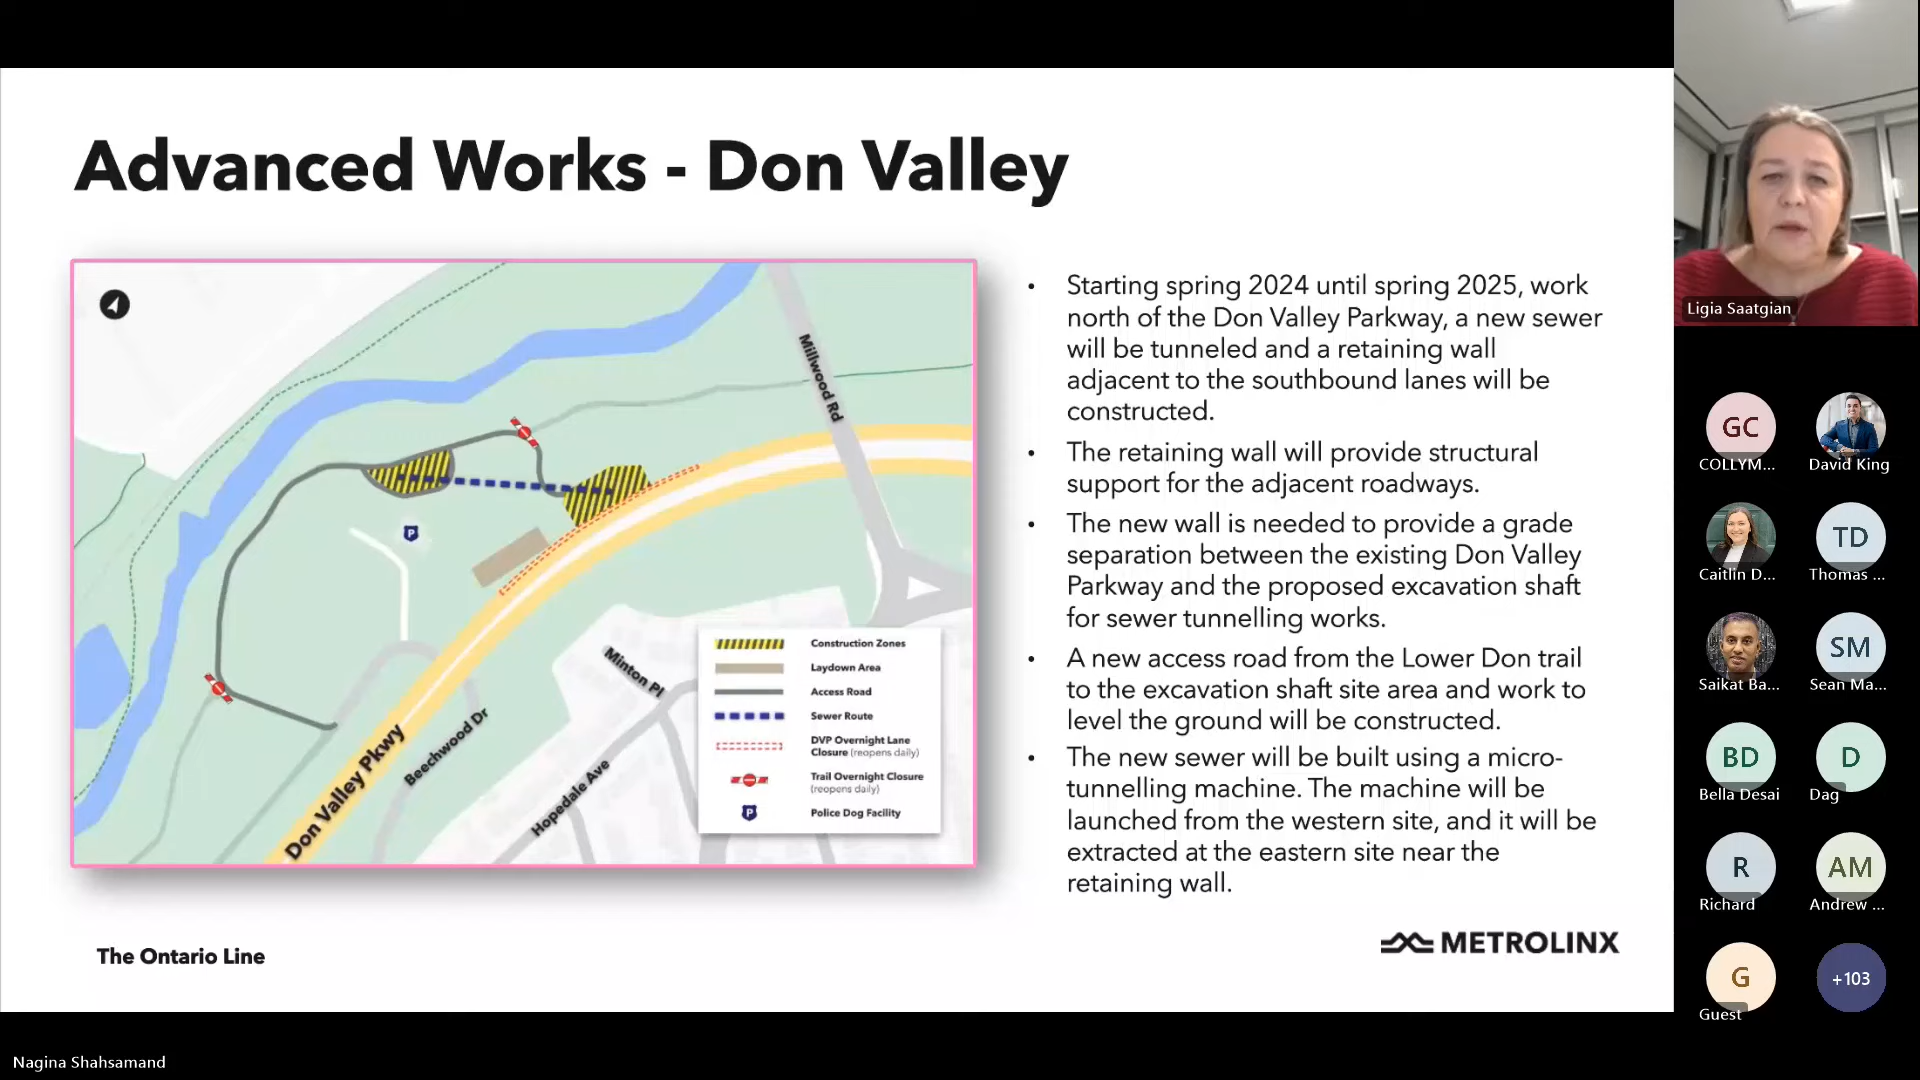 Advanced Works - Don Valley
Millwood Rd
P
Minton Pl
Beechwood Dr
Hopedale Ave
Don Valley Pkwy
Construction Zones
Laydown Area
Access Road
Sewer Route
DVP Overnight Lane
Closure (reopens daily)
Trail Overnight Closure
(reopens daily)
P
Police Dog Facility
• Starting spring 2024 until spring 2025, work
north of the Don Valley Parkway, a new sewer
will be tunneled and a retaining wall
adjacent to the southbound lanes will be
constructed.
• The retaining wall will provide structural
support for the adjacent roadways.
• The new wall is needed to provide a grade
separation between the existing Don Valley
Parkway and the proposed excavation shaft
for sewer tunnelling works.
• A new access road from the Lower Don trail
to the excavation shaft site area and work to
level the ground will be constructed.
• The new sewer will be built using a micro-
tunnelling machine. The machine will be
launched from the western site, and it will be
extracted at the eastern site near the
retaining wall.
The Ontario Line
METROLINX
Nagina Shahsamand
Ligia Saatgian
GC
COLLYM...
David King
Caitlin D...
TD
Thomas ...
Saikat Ba...
SM
Sean Ma...
BD
Bella Desai
D
Dag
R
Richard
AM
Andrew ...
G
Guest
+103